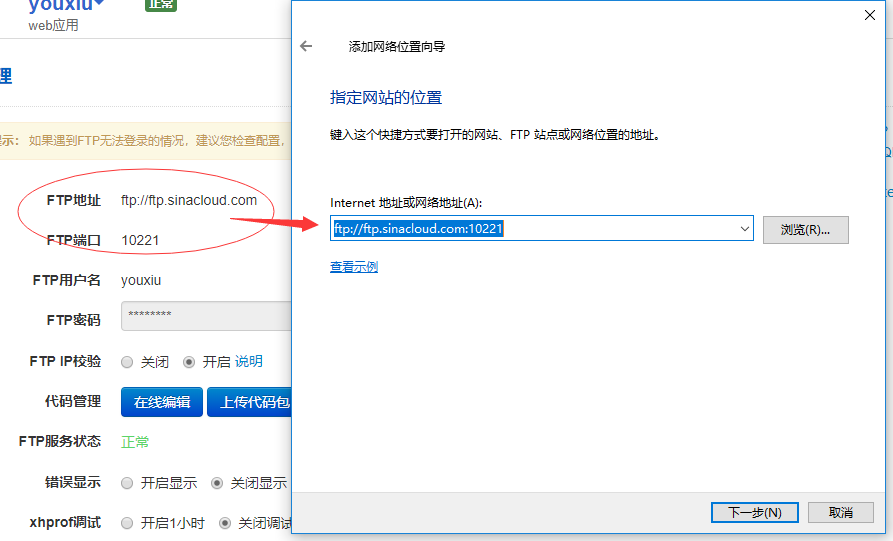 youxiu
正常
web应用
理
示： 如果遇到FTP无法登录的情况，建议您检查配置，
FTP地址 ftp://ftp.sinacloud.com
FTP端口 10221
FTP用户名 youxiu
FTP密码 ********
FTP IP校验 关闭 开启 说明
代码管理 在线编辑 上传代码包
FTP服务状态 正常
错误显示 开启显示 关闭显示
xhprof调试 开启1小时 关闭调试
添加网络位置向导
指定网站的位置
键入这个快捷方式要打开的网站、FTP 站点或网络位置的地址。
Internet 地址或网络地址(A):
ftp://ftp.sinacloud.com:10221
浏览(R)...
查看示例
下一步(N) 取消